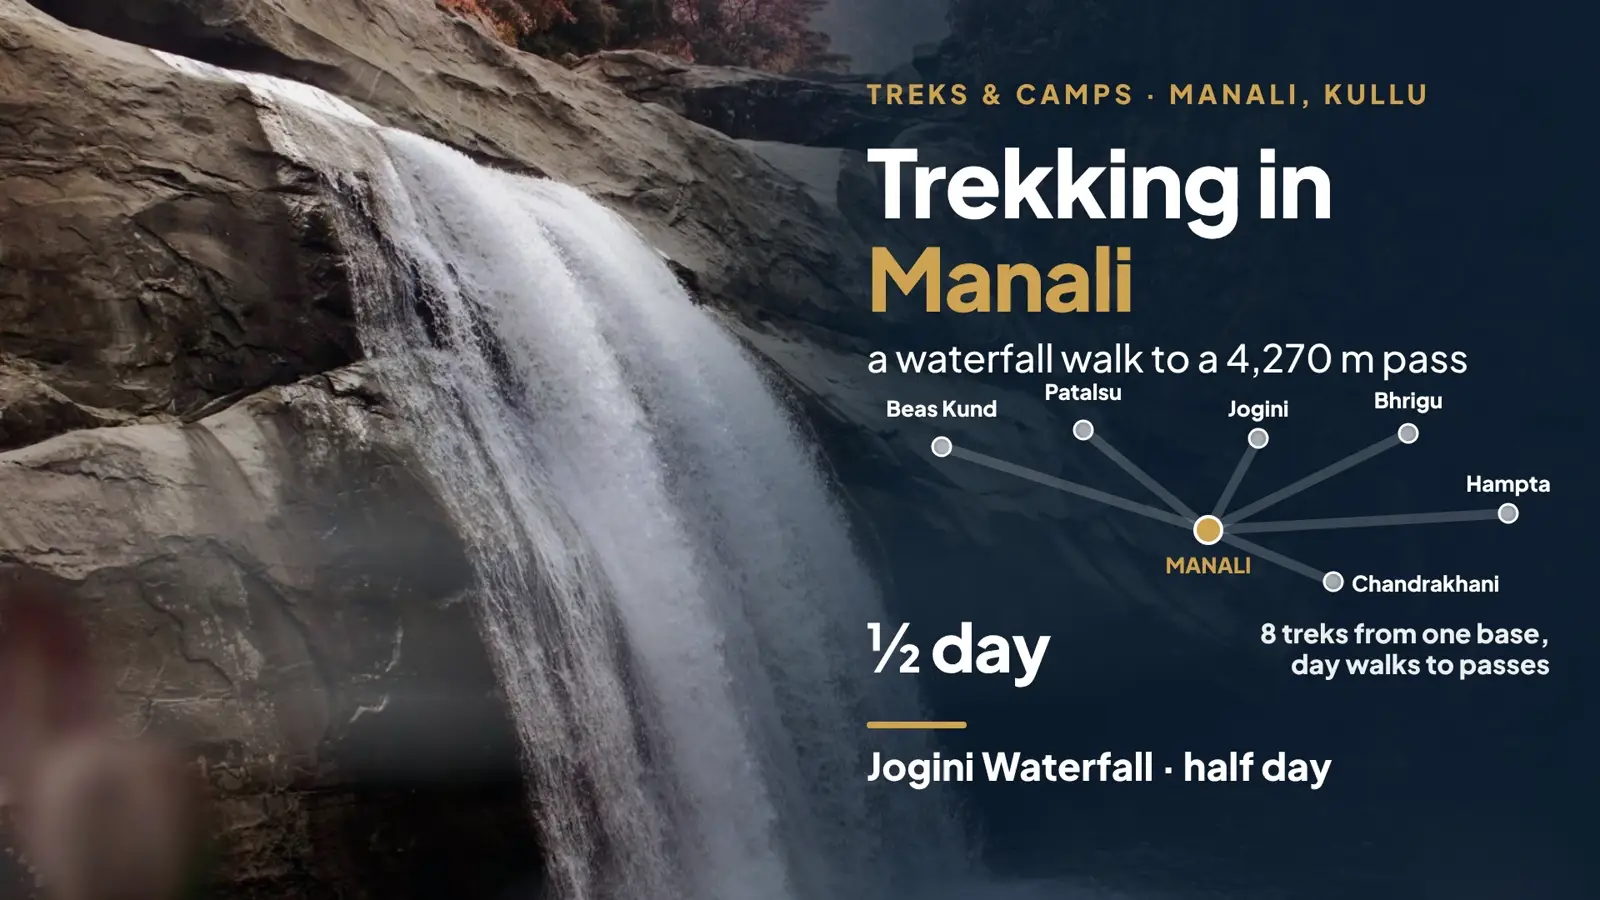 TREKS & CAMPS · MANALI, KULLU
Trekking in
Manali
a waterfall walk to a 4,270 m pass
Beas Kund
Patalsu
Jogini
Bhrigu
Hampta
MANALI
Chandrakhani
½ day
8 treks from one base,
day walks to passes
Jogini Waterfall · half day